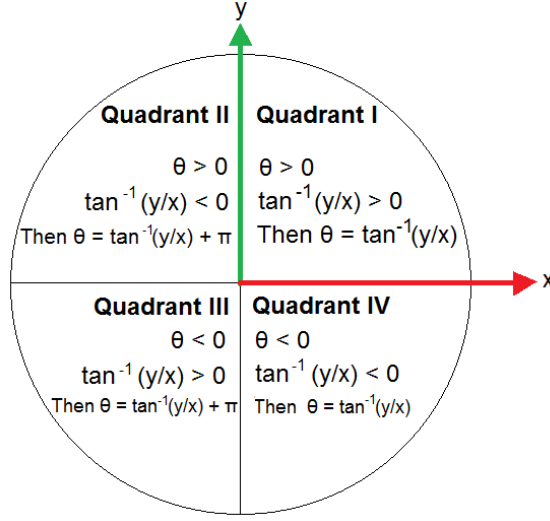 y
Quadrant II
θ > 0
tan⁻¹ (y/x) < 0
Then θ = tan⁻¹(y/x) + π
Quadrant I
θ > 0
tan⁻¹ (y/x) > 0
Then θ = tan⁻¹(y/x)
x
Quadrant III
θ < 0
tan⁻¹ (y/x) > 0
Then θ = tan⁻¹(y/x) + π
Quadrant IV
θ < 0
tan⁻¹ (y/x) < 0
Then θ = tan⁻¹(y/x)